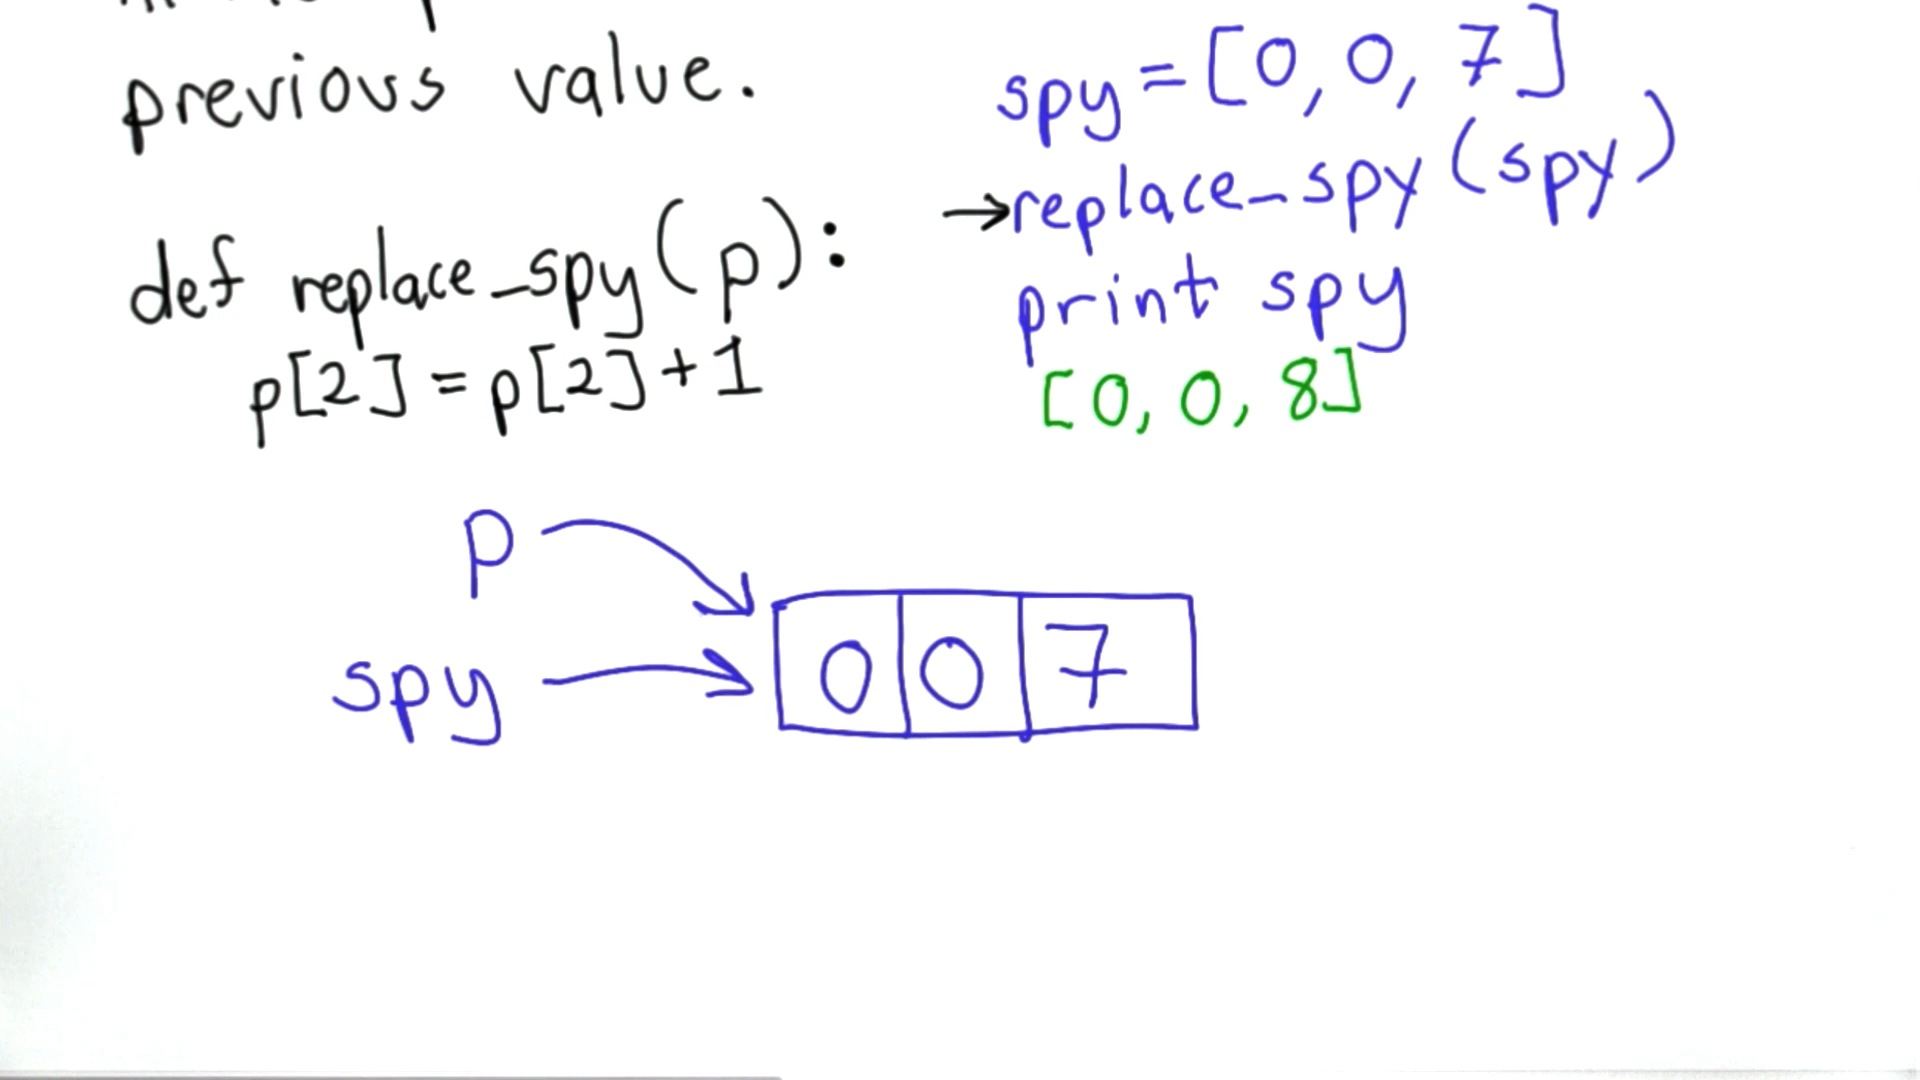 previous value.
def replace_spy(p):
p[2] = p[2] + 1
spy = [0, 0, 7]
→replace_spy(spy)
print spy
[0, 0, 8]
p
spy
0 0 7